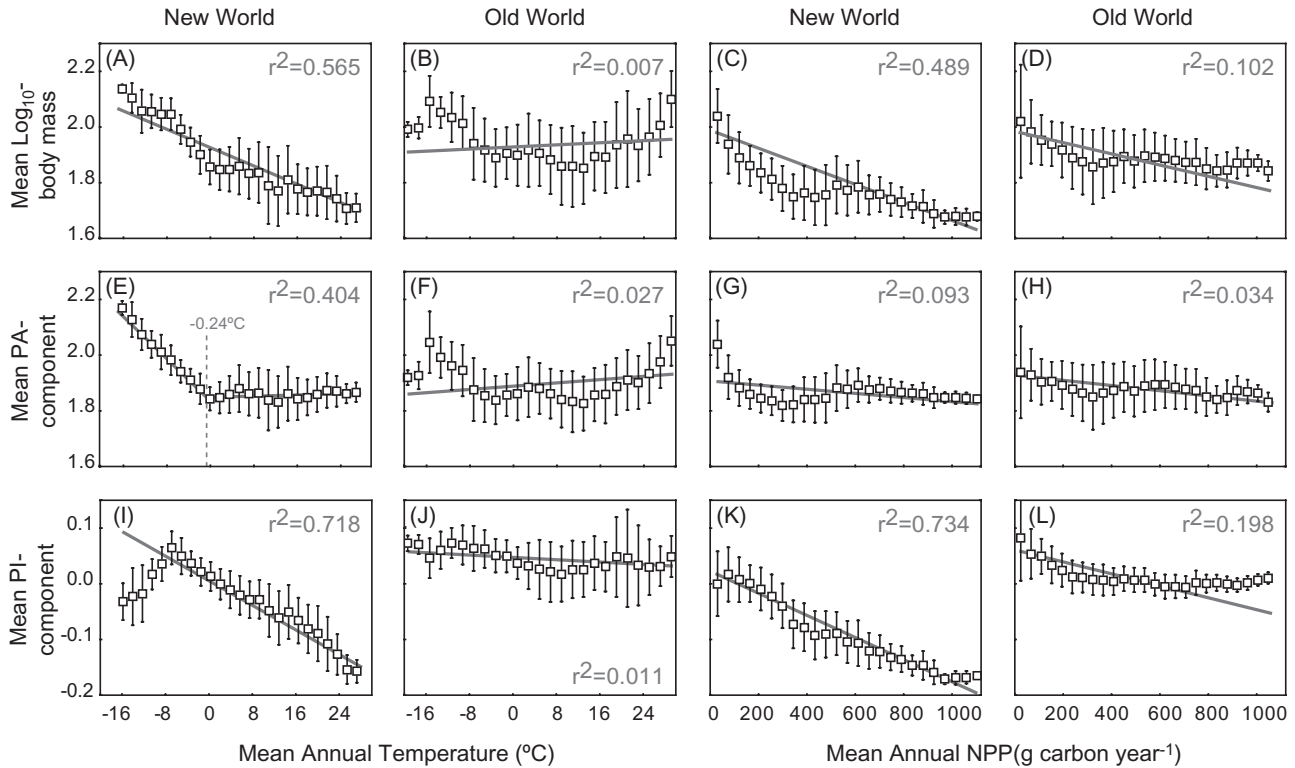 New World Old World New World Old World
(A) r²=0.565
(B) r²=0.007
(C) r²=0.489
(D) r²=0.102
Mean Log₁₀-
body mass
2.2
2.0
1.8
1.6
(E) r²=0.404
-0.24ºC
(F) r²=0.027
(G) r²=0.093
(H) r²=0.034
Mean PA-
component
2.2
2.0
1.8
1.6
(I) r²=0.718
(J) r²=0.011
(K) r²=0.734
(L) r²=0.198
Mean PI-
component
0.1
0.0
-0.1
-0.2
-16 -8 0 8 16 24
-16 -8 0 8 16 24
0 200 400 600 800 1000
0 200 400 600 800 1000
Mean Annual Temperature (ºC)
Mean Annual NPP(g carbon year⁻¹)